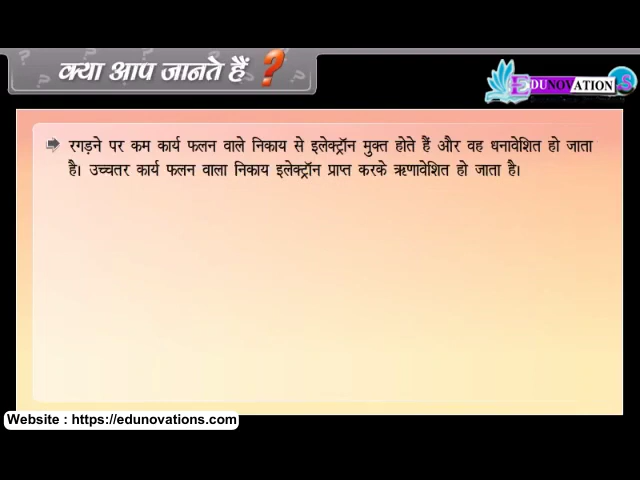 क्या आप जानते हैं ?
EDUNOVATION
रगड़ने पर कम कार्य फलन वाले निकाय से इलेक्ट्रॉन मुक्त होते हैं और वह धनावेशित हो जाता
है। उच्चतर कार्य फलन वाला निकाय इलेक्ट्रॉन प्राप्त करके ऋणावेशित हो जाता है।
Website : https://edunovations.com